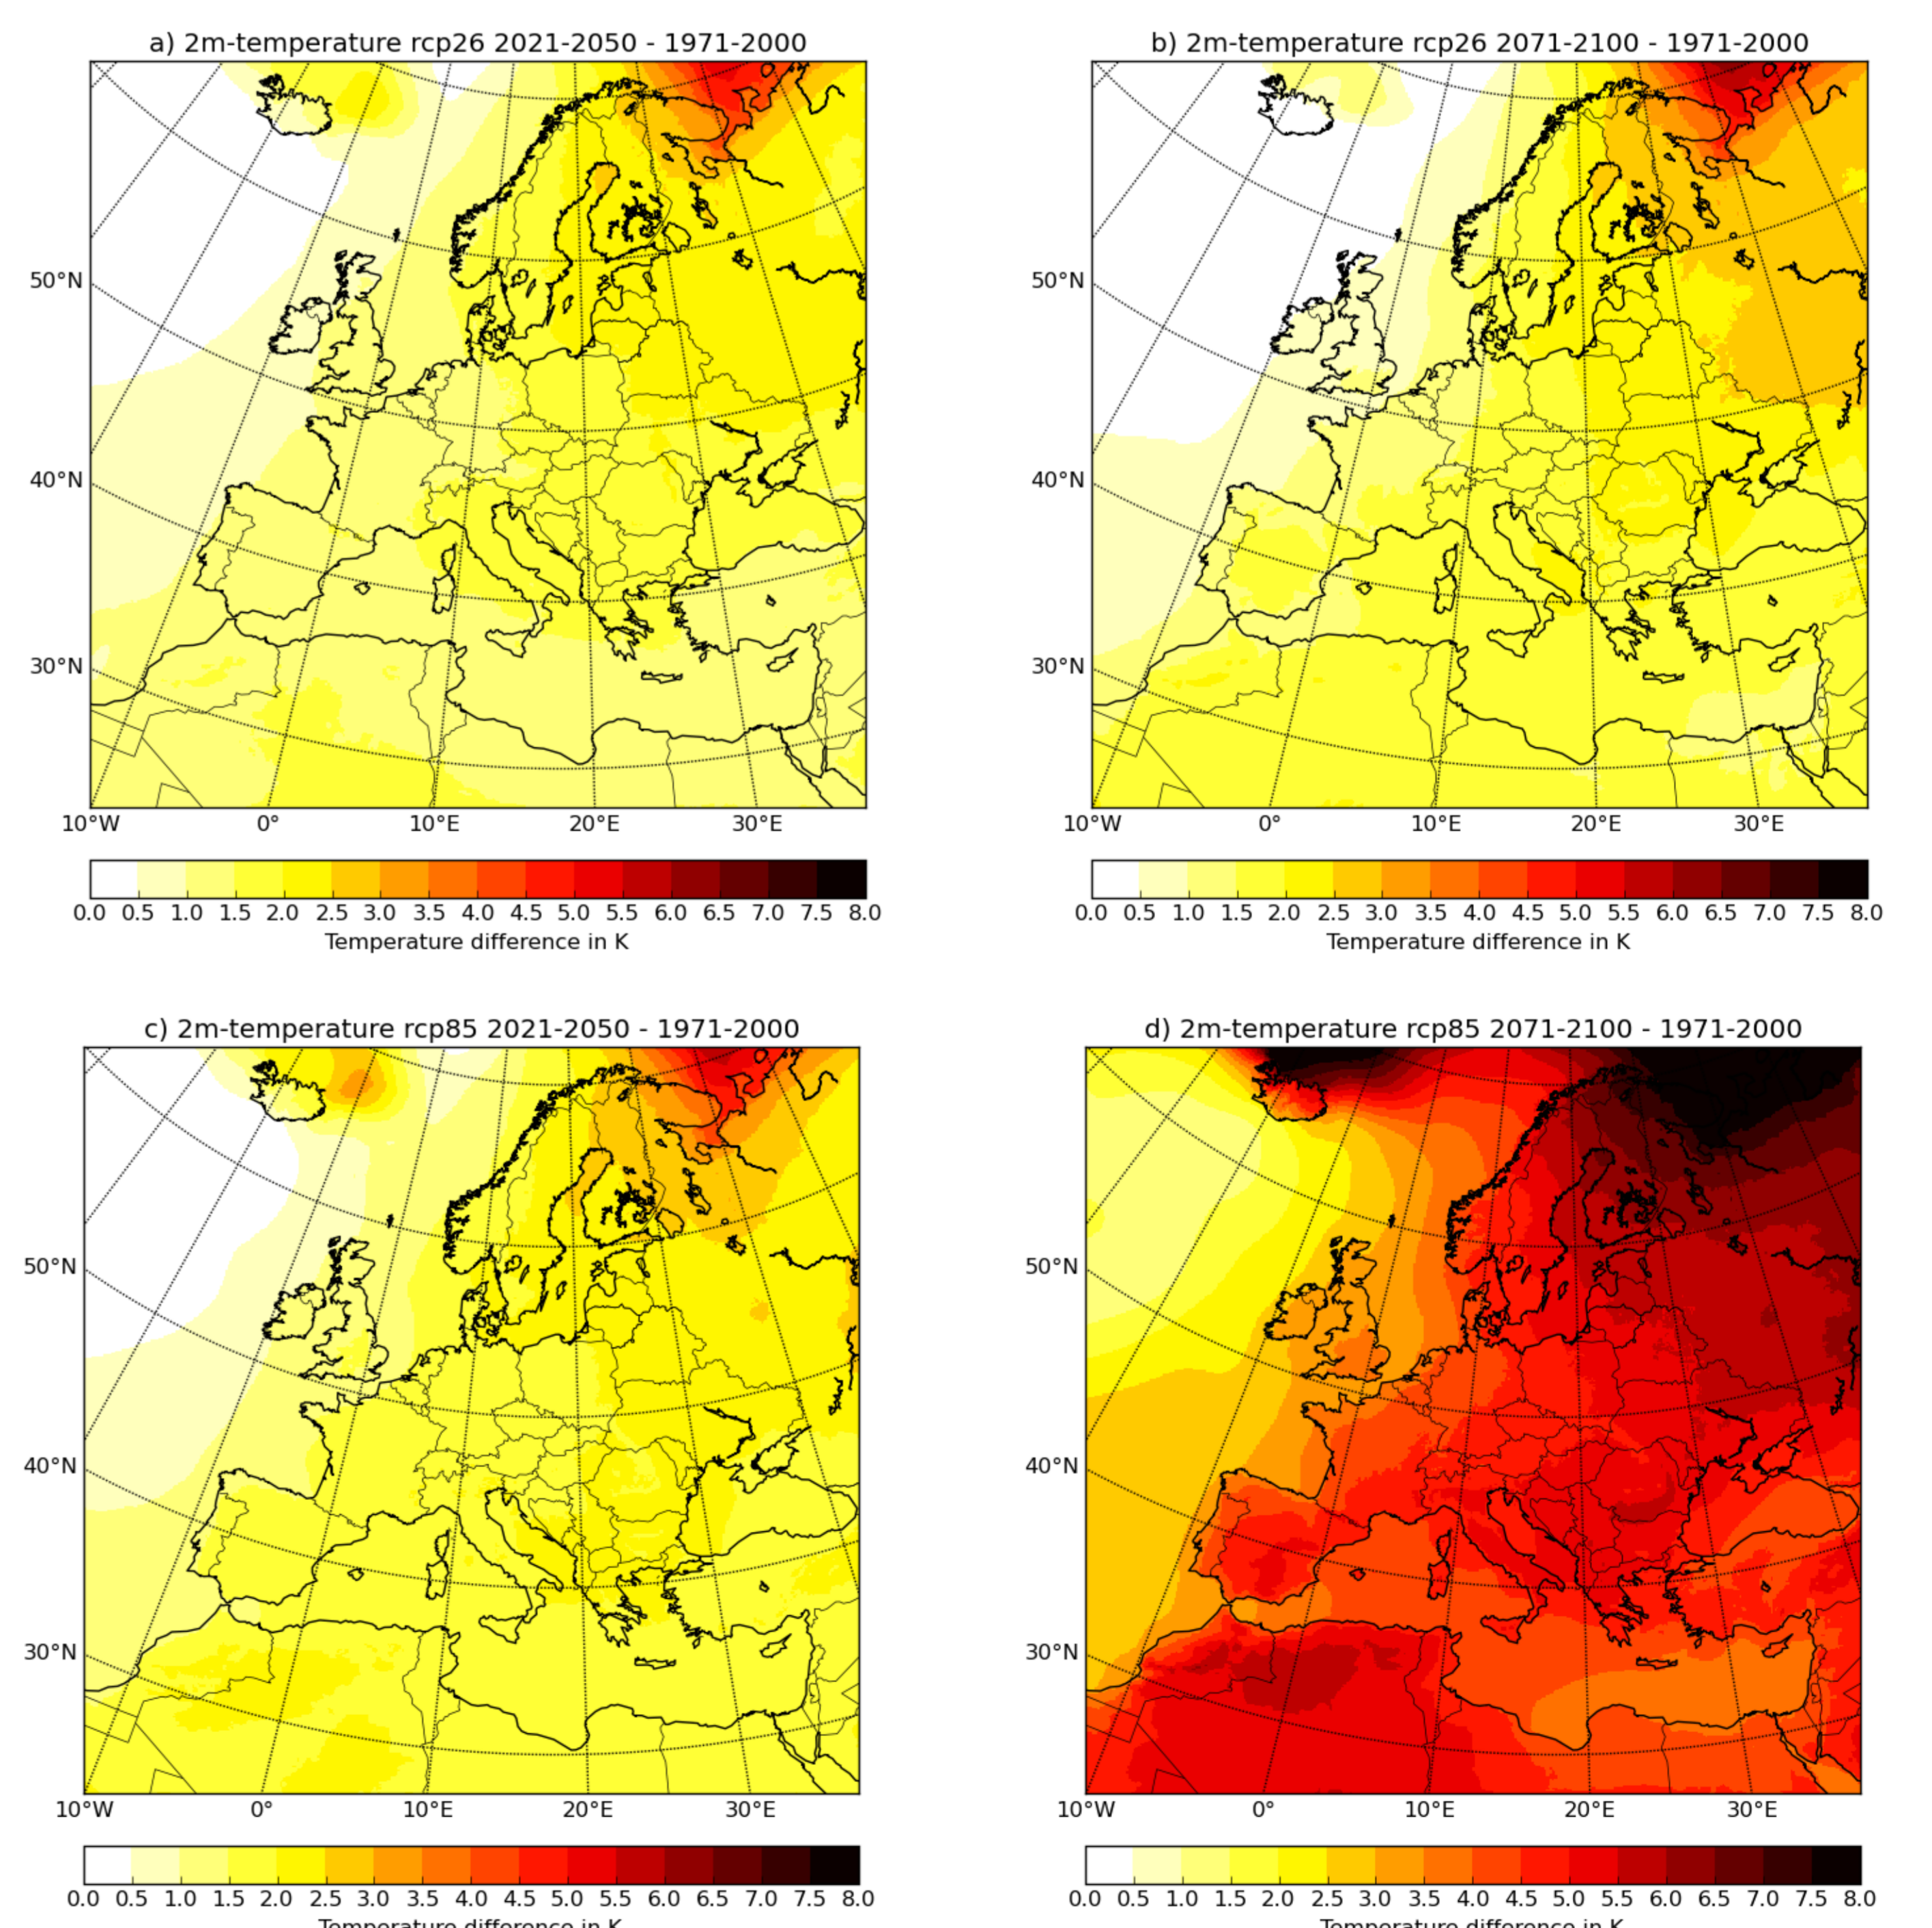 a) 2m-temperature rcp26 2021-2050 - 1971-2000
50°N
40°N
30°N
10°W 0° 10°E 20°E 30°E
0.0 0.5 1.0 1.5 2.0 2.5 3.0 3.5 4.0 4.5 5.0 5.5 6.0 6.5 7.0 7.5 8.0
Temperature difference in K
b) 2m-temperature rcp26 2071-2100 - 1971-2000
50°N
40°N
30°N
10°W 0° 10°E 20°E 30°E
0.0 0.5 1.0 1.5 2.0 2.5 3.0 3.5 4.0 4.5 5.0 5.5 6.0 6.5 7.0 7.5 8.0
Temperature difference in K
c) 2m-temperature rcp85 2021-2050 - 1971-2000
50°N
40°N
30°N
10°W 0° 10°E 20°E 30°E
0.0 0.5 1.0 1.5 2.0 2.5 3.0 3.5 4.0 4.5 5.0 5.5 6.0 6.5 7.0 7.5 8.0
Temperature difference in K
d) 2m-temperature rcp85 2071-2100 - 1971-2000
50°N
40°N
30°N
10°W 0° 10°E 20°E 30°E
0.0 0.5 1.0 1.5 2.0 2.5 3.0 3.5 4.0 4.5 5.0 5.5 6.0 6.5 7.0 7.5 8.0
Temperature difference in K